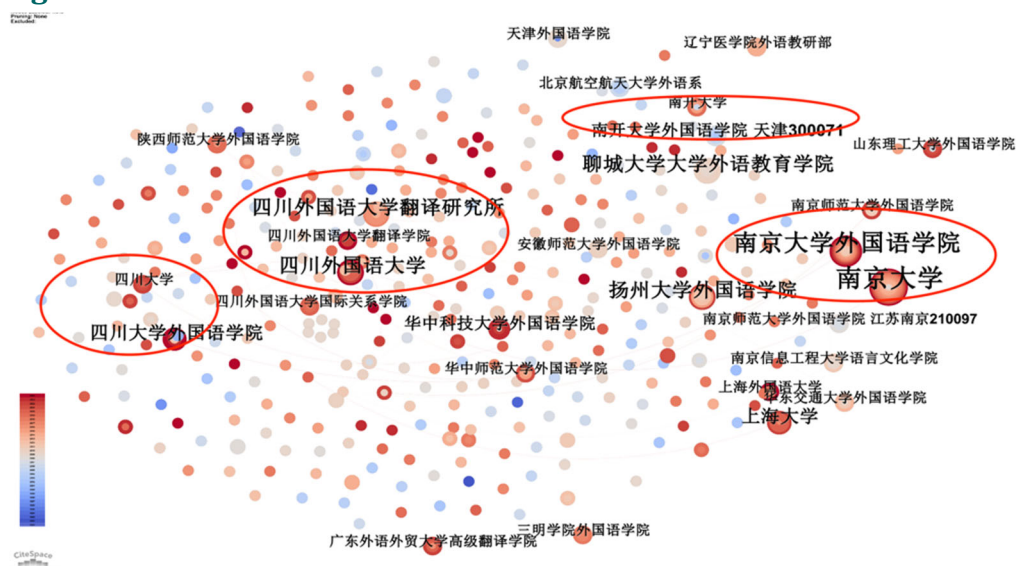 Pruning: None
Excluded:
天津外国语学院
辽宁医学院外语教研部
北京航空航天大学外语系
南开大学
南开大学外国语学院 天津300071
陕西师范大学外国语学院
山东理工大学外国语学院
聊城大学大学外语教育学院
四川外国语大学翻译研究所
南京师范大学外国语学院
四川外国语大学翻译学院
安徽师范大学外国语学院
南京大学外国语学院
四川外国语大学
南京大学
四川大学
扬州大学外国语学院
四川外国语大学国际关系学院
南京师范大学外国语学院 江苏南京210097
四川大学外国语学院
华中科技大学外国语学院
南京信息工程大学语言文化学院
华中师范大学外国语学院
上海外国语大学
华东交通大学外国语学院
上海大学
三明学院外国语学院
广东外语外贸大学高级翻译学院
CiteSpace